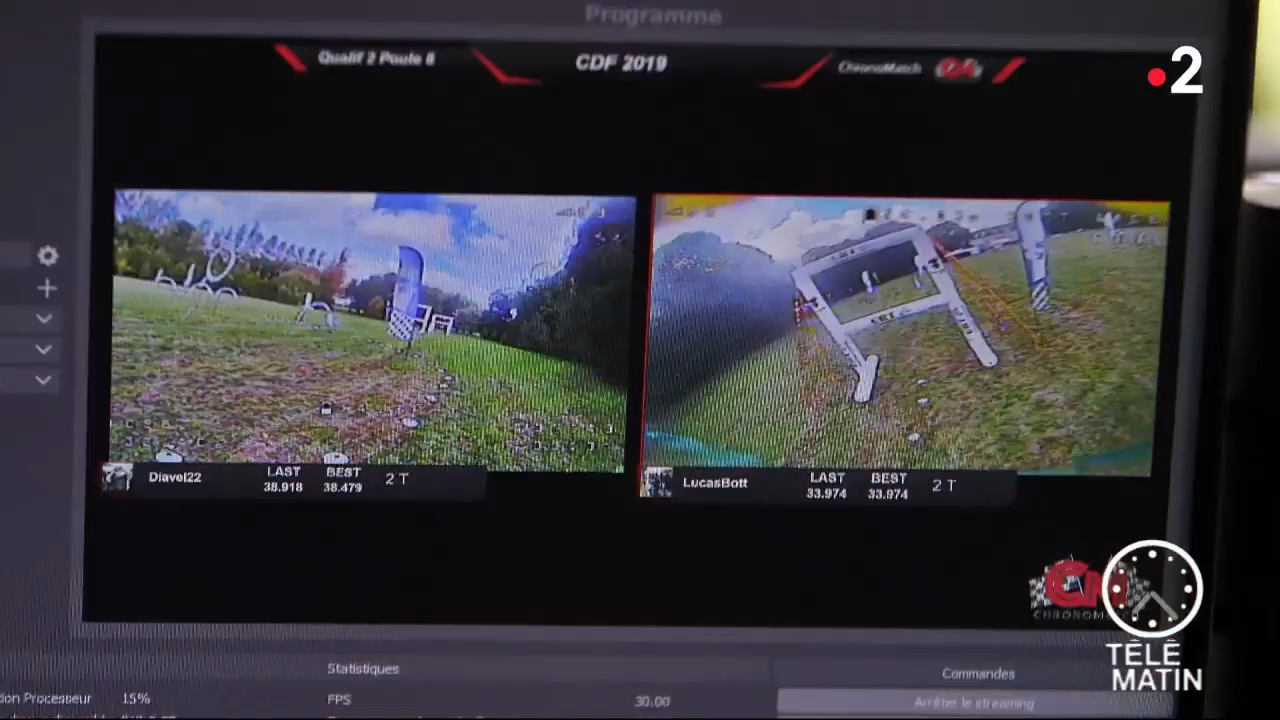 Programme
Qualif 2 Poule 8
CDF 2019
ChronoMatch
2
Diavel22
LAST
38.918
BEST
38.479
2 T
LucasBott
LAST
33.974
BEST
33.974
2 T
TÉLÉ
MATIN
Statistiques
Commandes
Processeur
15%
FPS
30.00
Arrêter le streaming